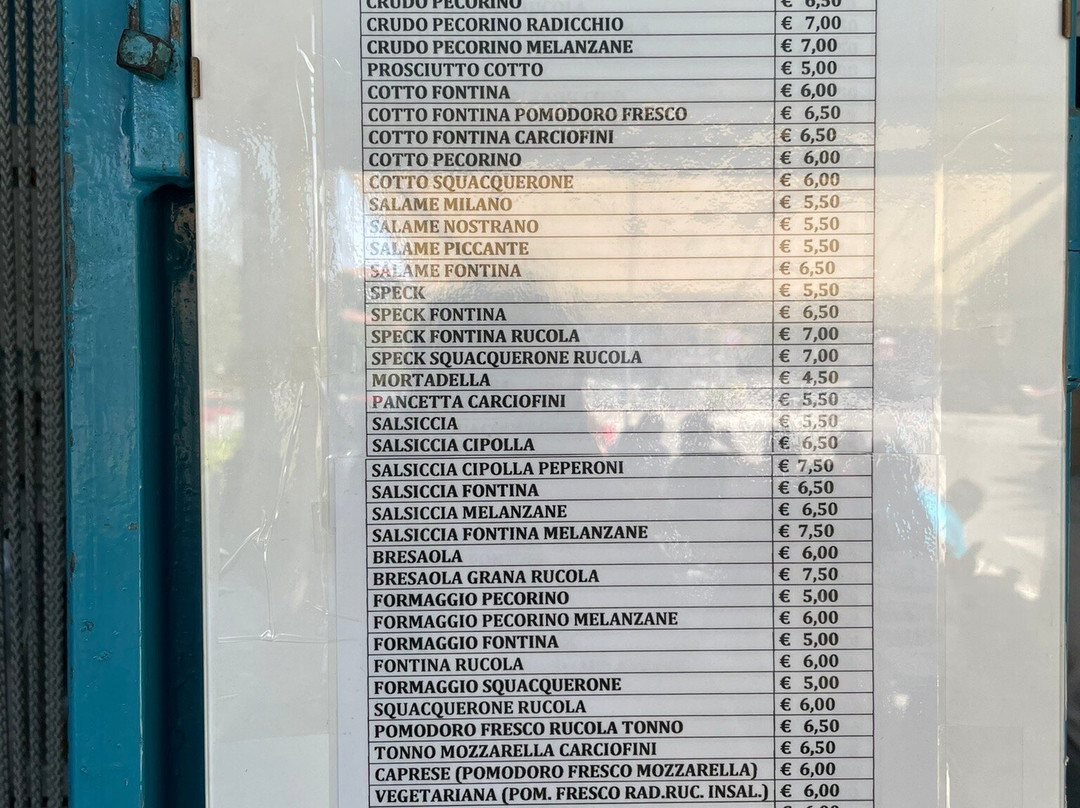 CRUDO PECORINO € 6,50
CRUDO PECORINO RADICCHIO € 7,00
CRUDO PECORINO MELANZANE € 7,00
PROSCIUTTO COTTO € 5,00
COTTO FONTINA € 6,00
COTTO FONTINA POMODORO FRESCO € 6,50
COTTO FONTINA CARCIOFINI € 6,50
COTTO PECORINO € 6,00
COTTO SQUACQUERONE € 6,00
SALAME MILANO € 5,50
SALAME NOSTRANO € 5,50
SALAME PICCANTE € 5,50
SALAME FONTINA € 6,50
SPECK € 5,50
SPECK FONTINA € 6,50
SPECK FONTINA RUCOLA € 7,00
SPECK SQUACQUERONE RUCOLA € 7,00
MORTADELLA € 4,50
PANCETTA CARCIOFINI € 5,50
SALSICCIA € 5,50
SALSICCIA CIPOLLA € 6,50
SALSICCIA CIPOLLA PEPERONI € 7,50
SALSICCIA FONTINA € 6,50
SALSICCIA MELANZANE € 6,50
SALSICCIA FONTINA MELANZANE € 7,50
BRESAOLA € 6,00
BRESAOLA GRANA RUCOLA € 7,50
FORMAGGIO PECORINO € 5,00
FORMAGGIO PECORINO MELANZANE € 6,00
FORMAGGIO FONTINA € 5,00
FONTINA RUCOLA € 6,00
FORMAGGIO SQUACQUERONE € 5,00
SQUACQUERONE RUCOLA € 6,00
POMODORO FRESCO RUCOLA TONNO € 6,50
TONNO MOZZARELLA CARCIOFINI € 6,50
CAPRESE (POMODORO FRESCO MOZZARELLA) € 6,00
VEGETARIANA (POM. FRESCO RAD.RUC. INSAL.) € 6,00